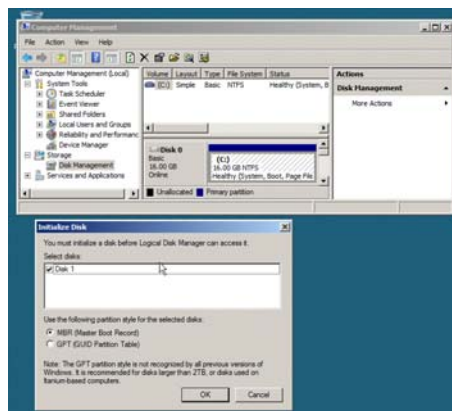 Computer Management
File Action View Help
Computer Management (Local)
System Tools
Task Scheduler
Event Viewer
Shared Folders
Local Users and Groups
Reliability and Performanc
Device Manager
Storage
Disk Management
Services and Applications
Volume Layout Type File System Status
(C:) Simple Basic NTFS Healthy (System, B
Disk 0
Basic
16.00 GB
Online
(C:)
16.00 GB NTFS
Healthy (System, Boot, Page File
Unallocated Primary partition
Actions
Disk Management
More Actions
Initialize Disk
You must initialize a disk before Logical Disk Manager can access it.
Select disks:
Disk 1
Use the following partition style for the selected disks:
MBR (Master Boot Record)
GPT (GUID Partition Table)
Note: The GPT partition style is not recognized by all previous versions of
Windows. It is recommended for disks larger than 2TB, or disks used on
Itanium-based computers.
OK Cancel